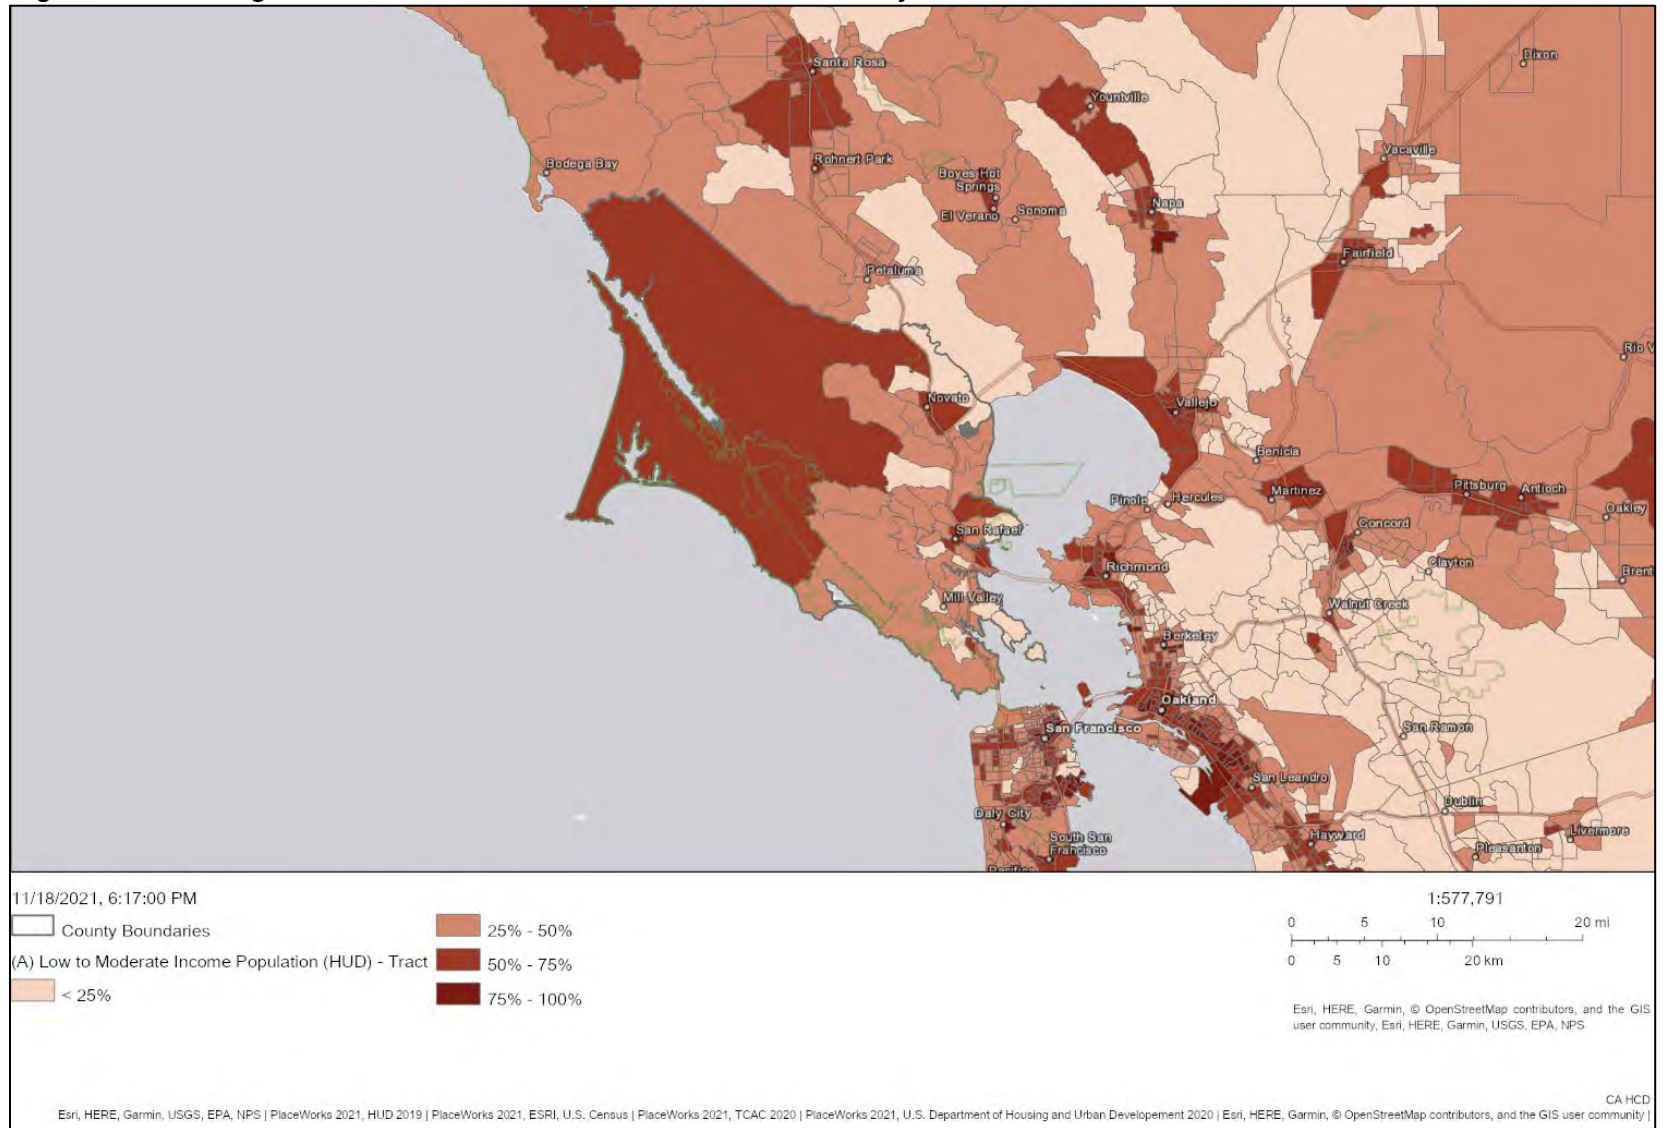 Santa Rosa
Dixon
Yountville
Bodega Bay
Rohnert Park
Vacaville
Boyes Hot
Springs
El Verano
Sonoma
Napa
Fairfield
Petaluma
Rio V
Novato
Vallejo
Benicia
Pinole
Hercules
Martinez
Pittsburg
Antioch
Oakley
San Rafael
Concord
Richmond
Clayton
Brent
Mill Valley
Walnut Creek
Berkeley
Oakland
San Francisco
San Ramon
San Leandro
Daly City
Dublin
South San
Francisco
Hayward
Livermore
Pleasanton
Pacifica
11/18/2021, 6:17:00 PM
County Boundaries
(A) Low to Moderate Income Population (HUD) - Tract
< 25%
25% - 50%
50% - 75%
75% - 100%
1:577,791
0 5 10 20 mi
0 5 10 20 km
Esri, HERE, Garmin, © OpenStreetMap contributors, and the GIS
user community, Esri, HERE, Garmin, USGS, EPA, NPS
CA HCD
Esri, HERE, Garmin, USGS, EPA, NPS | PlaceWorks 2021, HUD 2019 | PlaceWorks 2021, ESRI, U.S. Census | PlaceWorks 2021, TCAC 2020 | PlaceWorks 2021, U.S. Department of Housing and Urban Developement 2020 | Esri, HERE, Garmin, © OpenStreetMap contributors, and the GIS user community |